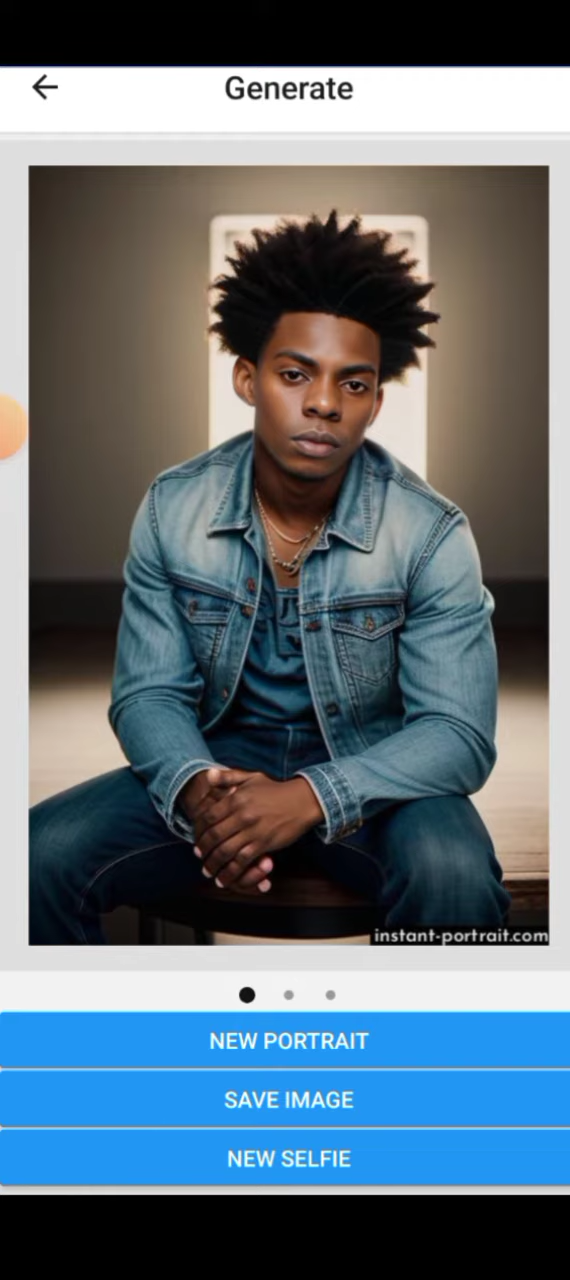 Generate
instant-portrait.com
NEW PORTRAIT
SAVE IMAGE
NEW SELFIE